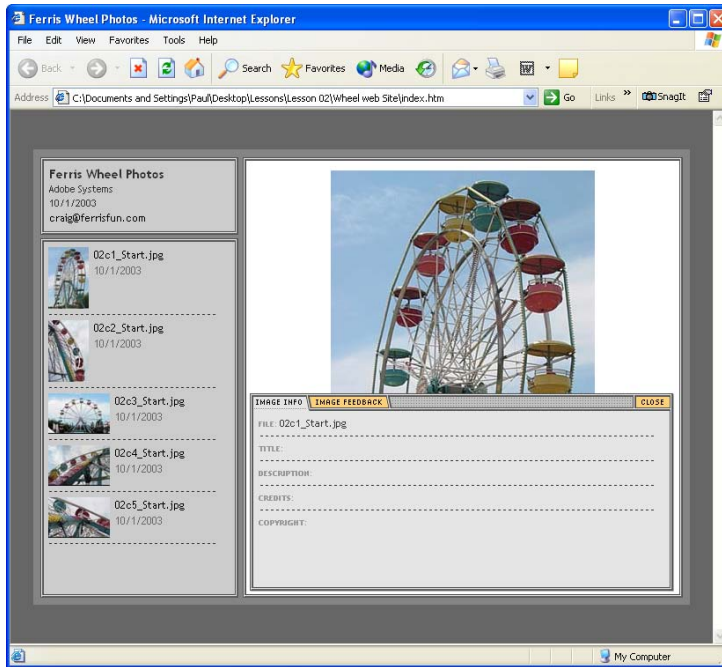 Ferris Wheel Photos - Microsoft Internet Explorer
File Edit View Favorites Tools Help
Back Search Favorites Media
Address C:\Documents and Settings\Paul\Desktop\Lessons\Lesson 02\Wheel web Site\index.htm Go Links » SnagIt
Ferris Wheel Photos
Adobe Systems
10/1/2003
craig@ferrisfun.com
02c1_Start.jpg
10/1/2003
02c2_Start.jpg
10/1/2003
02c3_Start.jpg
10/1/2003
02c4_Start.jpg
10/1/2003
02c5_Start.jpg
10/1/2003
IMAGE INFO IMAGE FEEDBACK CLOSE
FILE: 02c1_Start.jpg
TITLE:
DESCRIPTION:
CREDITS:
COPYRIGHT:
My Computer